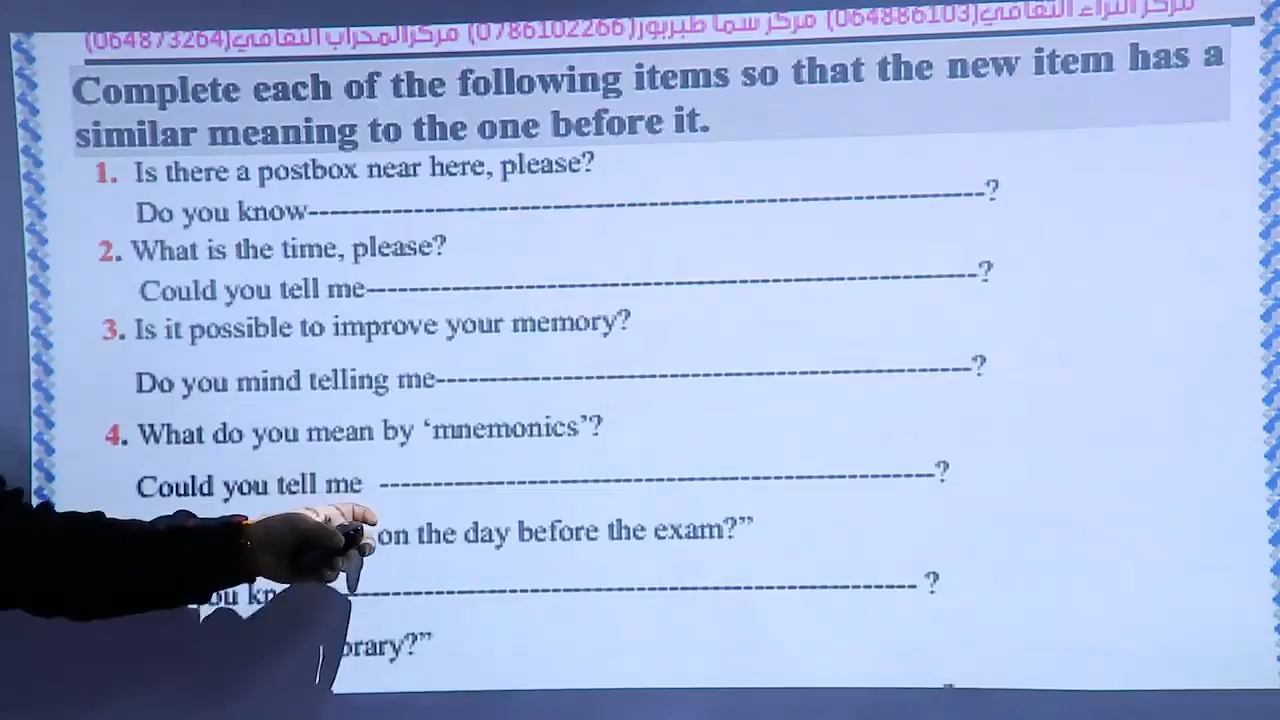 مركز الثراء الثقافي(064886103) مركز سما طبربور(0786102266) مركز المحراب الثقافي(064873264)
Complete each of the following items so that the new item has a
similar meaning to the one before it.
1. Is there a postbox near here, please?
Do you know------------------------------------------------------------?
2. What is the time, please?
Could you tell me------------------------------------------------------?
3. Is it possible to improve your memory?
Do you mind telling me-----------------------------------------------?
4. What do you mean by ‘mnemonics’?
Could you tell me ------------------------------------------------?
on the day before the exam?”
------------------------------------------------- ?